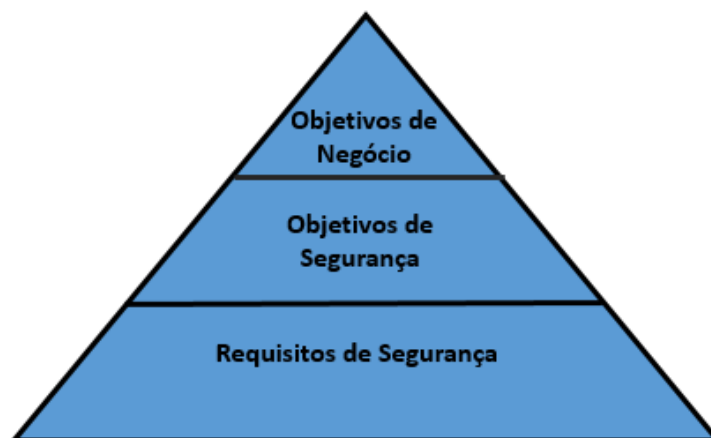 Objetivos de
Negócio
Objetivos de
Segurança
Requisitos de Segurança